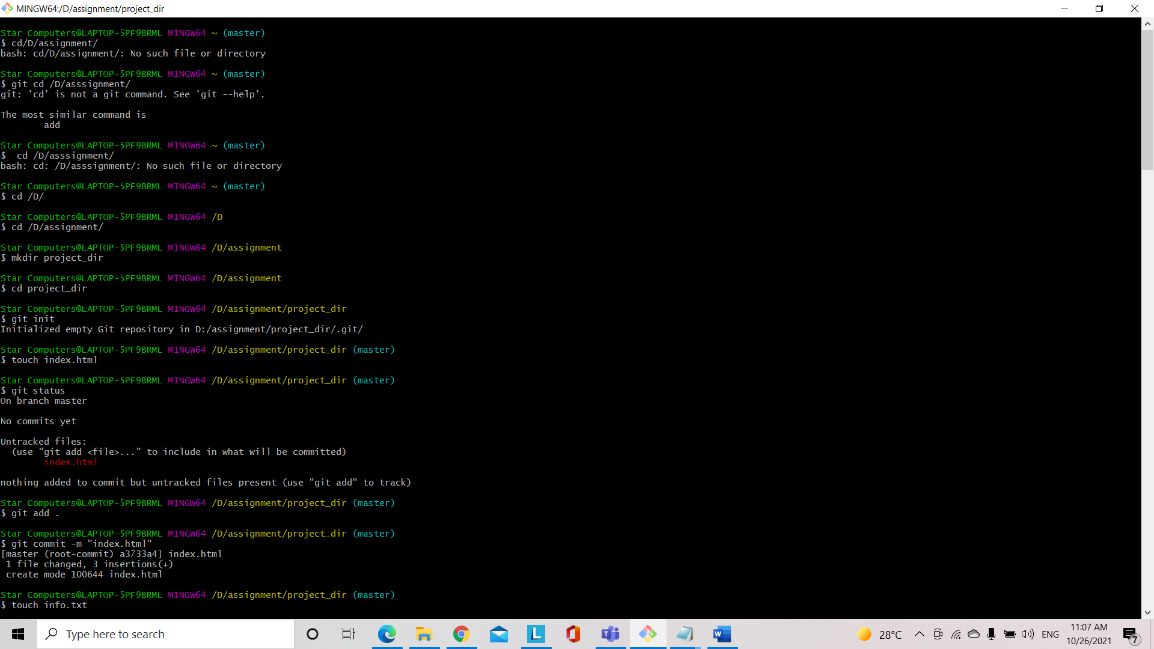 MINGW64:/D/assignment/project_dir
Star Computers@LAPTOP-5PF9BRML MINGW64 ~ (master)
$ cd/D/assignment/
bash: cd/D/assignment/: No such file or directory
Star Computers@LAPTOP-5PF9BRML MINGW64 ~ (master)
$ git cd /D/asssignment/
git: 'cd' is not a git command. See 'git --help'.
The most similar command is
add
Star Computers@LAPTOP-5PF9BRML MINGW64 ~ (master)
$  cd /D/asssignment/
bash: cd: /D/asssignment/: No such file or directory
Star Computers@LAPTOP-5PF9BRML MINGW64 ~ (master)
$ cd /D/
Star Computers@LAPTOP-5PF9BRML MINGW64 /D
$ cd /D/assignment/
Star Computers@LAPTOP-5PF9BRML MINGW64 /D/assignment
$ mkdir project_dir
Star Computers@LAPTOP-5PF9BRML MINGW64 /D/assignment
$ cd project_dir
Star Computers@LAPTOP-5PF9BRML MINGW64 /D/assignment/project_dir
$ git init
Initialized empty Git repository in D:/assignment/project_dir/.git/
Star Computers@LAPTOP-5PF9BRML MINGW64 /D/assignment/project_dir (master)
$ touch index.html
Star Computers@LAPTOP-5PF9BRML MINGW64 /D/assignment/project_dir (master)
$ git status
On branch master
No commits yet
Untracked files:
(use "git add <file>..." to include in what will be committed)
index.html
nothing added to commit but untracked files present (use "git add" to track)
Star Computers@LAPTOP-5PF9BRML MINGW64 /D/assignment/project_dir (master)
$ git add .
Star Computers@LAPTOP-5PF9BRML MINGW64 /D/assignment/project_dir (master)
$ git commit -m "index.html"
[master (root-commit) a3733a4] index.html
1 file changed, 3 insertions(+)
create mode 100644 index.html
Star Computers@LAPTOP-5PF9BRML MINGW64 /D/assignment/project_dir (master)
$ touch info.txt
Type here to search
28°C
ENG
11:07 AM
10/26/2021
7